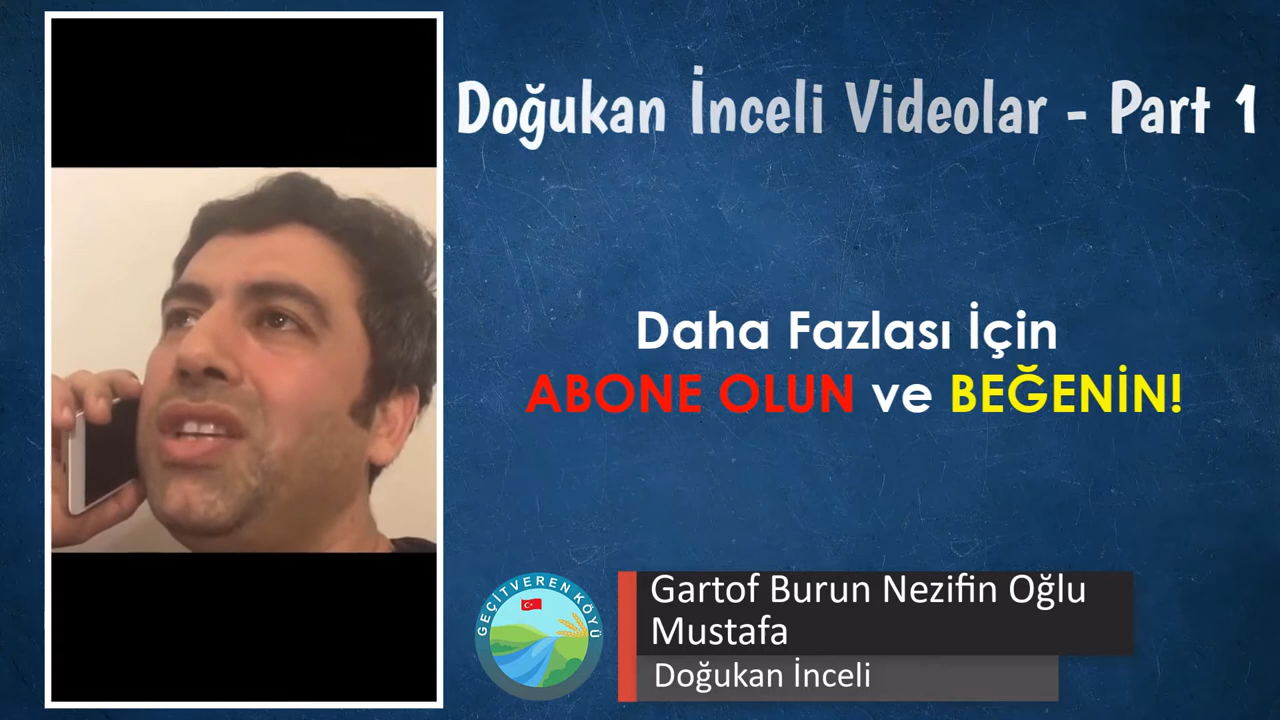 Doğukan İnceli Videolar - Part 1
Daha Fazlası İçin
ABONE OLUN ve BEĞENİN!
GEÇİTVEREN KÖYÜ
Gartof Burun Nezifin Oğlu
Mustafa
Doğukan İnceli